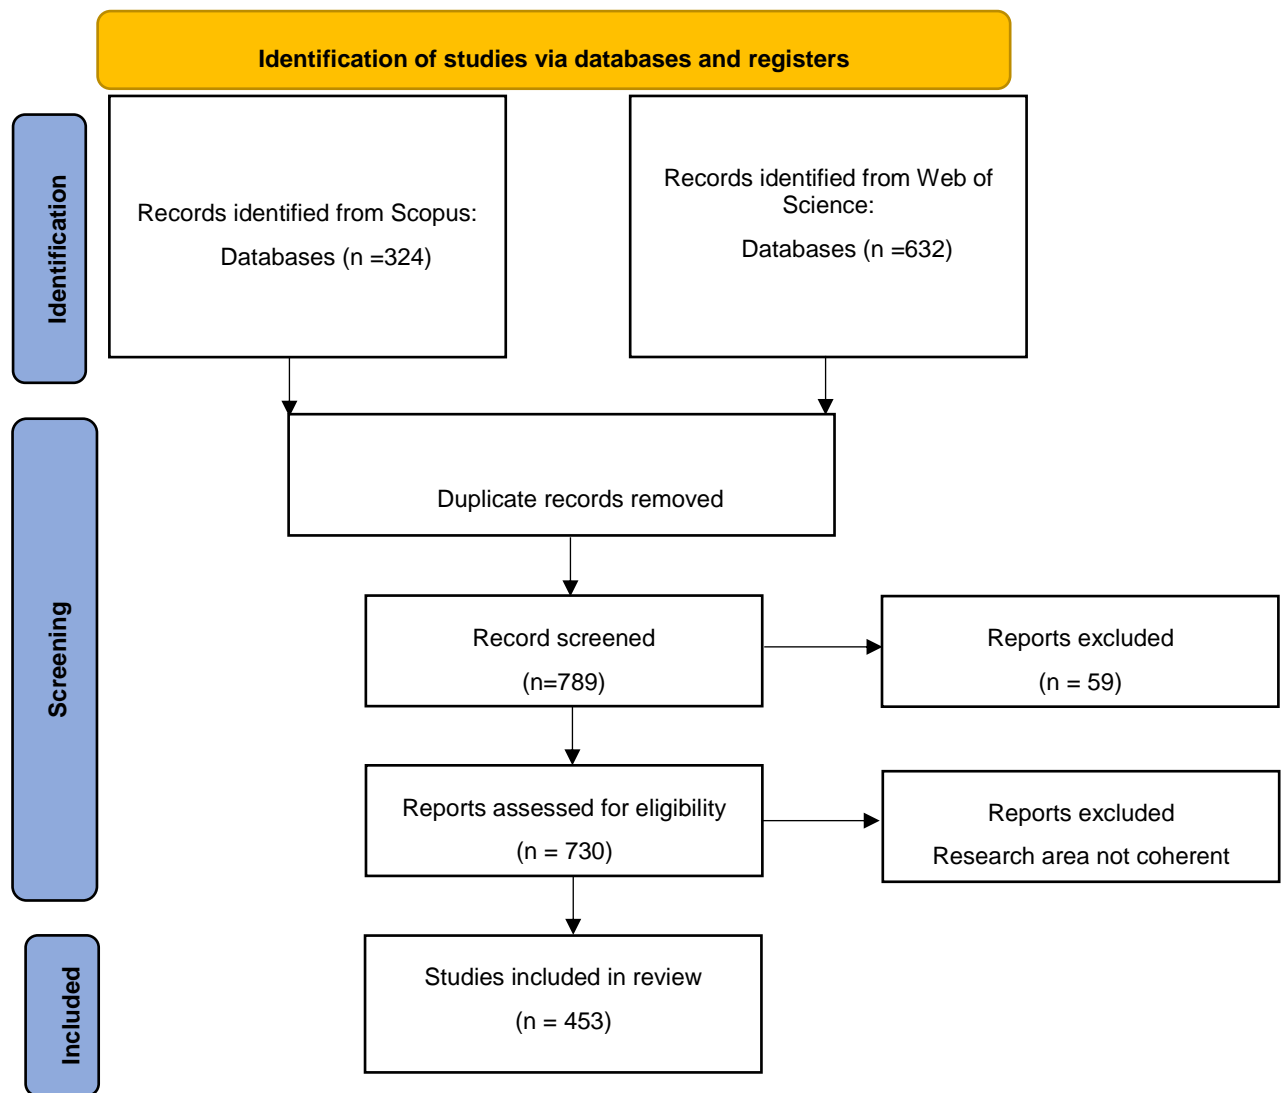 Identification of studies via databases and registers
Identification
Records identified from Scopus:
Databases (n =324)
Records identified from Web of
Science:
Databases (n =632)
Screening
Duplicate records removed
Record screened
(n=789)
Reports excluded
(n = 59)
Reports assessed for eligibility
(n = 730)
Reports excluded
Research area not coherent
Included
Studies included in review
(n = 453)